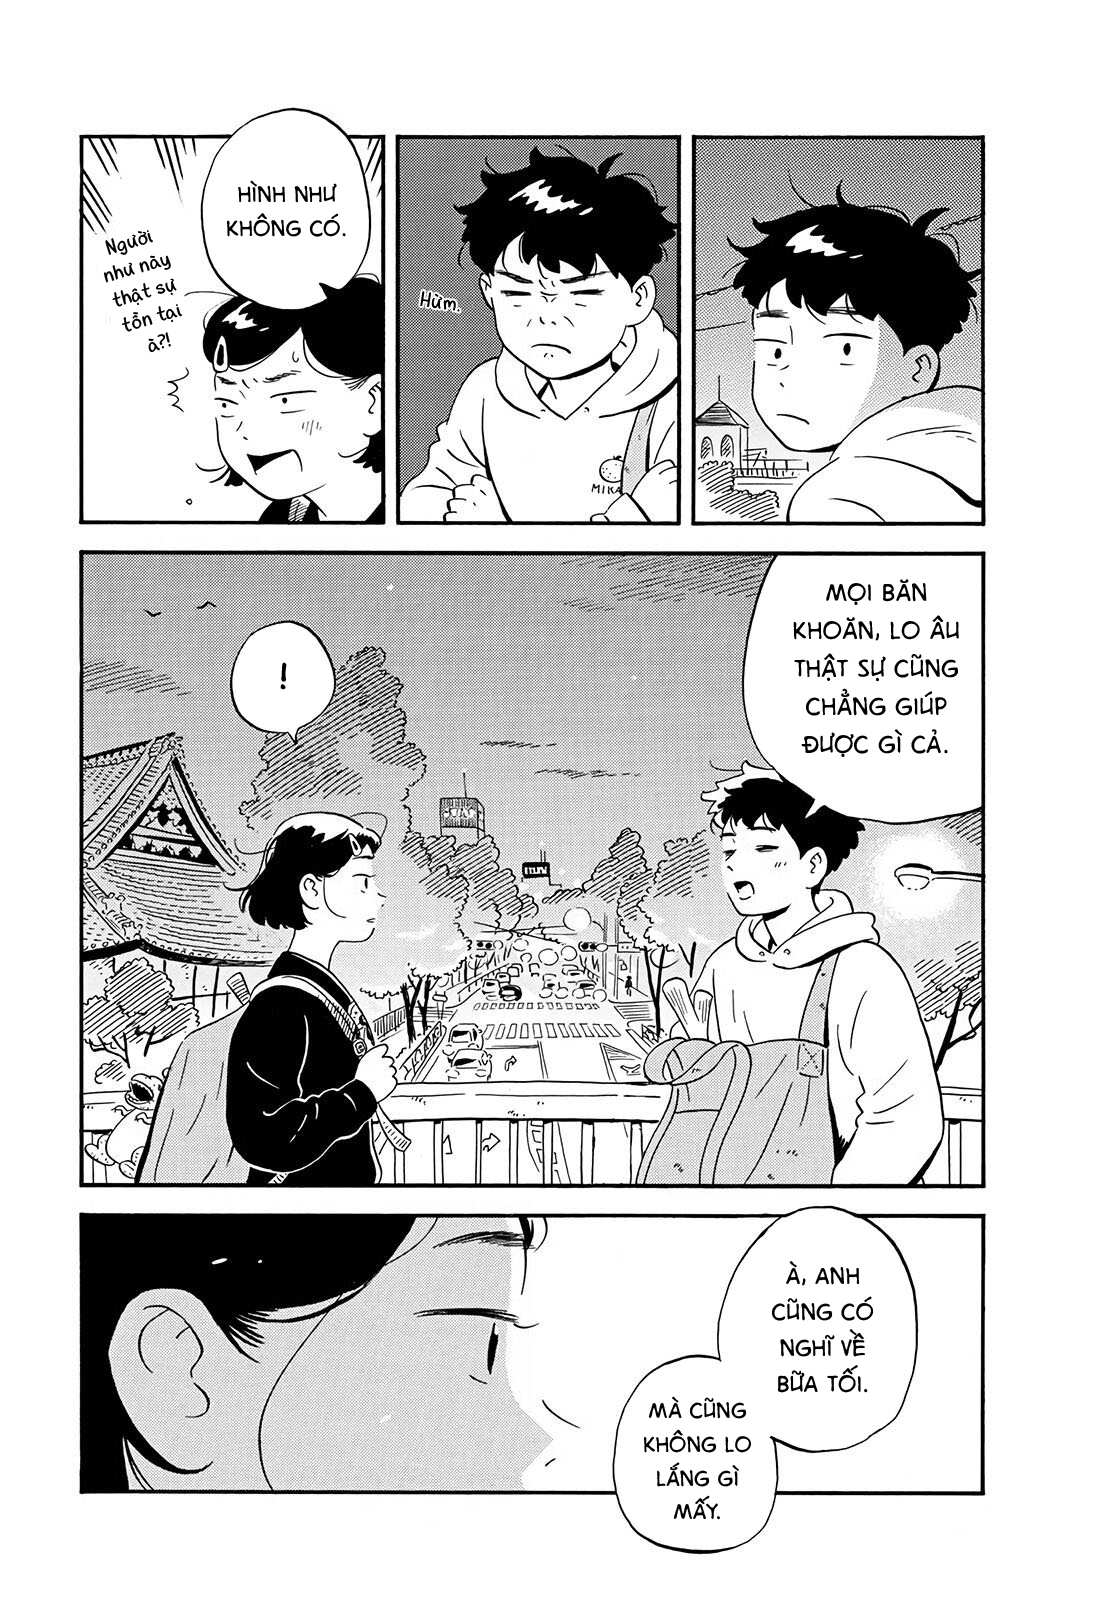 Hừm.
MIKA
HÌNH NHƯ
KHÔNG CÓ.
Người
như này
thật sự
tồn tại
à?!
MỌI BĂN
KHOĂN, LO ÂU
THẬT SỰ CŨNG
CHẲNG GIÚP
ĐƯỢC GÌ CẢ.
!
À, ANH
CŨNG CÓ
NGHĨ VỀ
BỮA TỐI.
MÀ CŨNG
KHÔNG LO
LẮNG GÌ
MẤY.